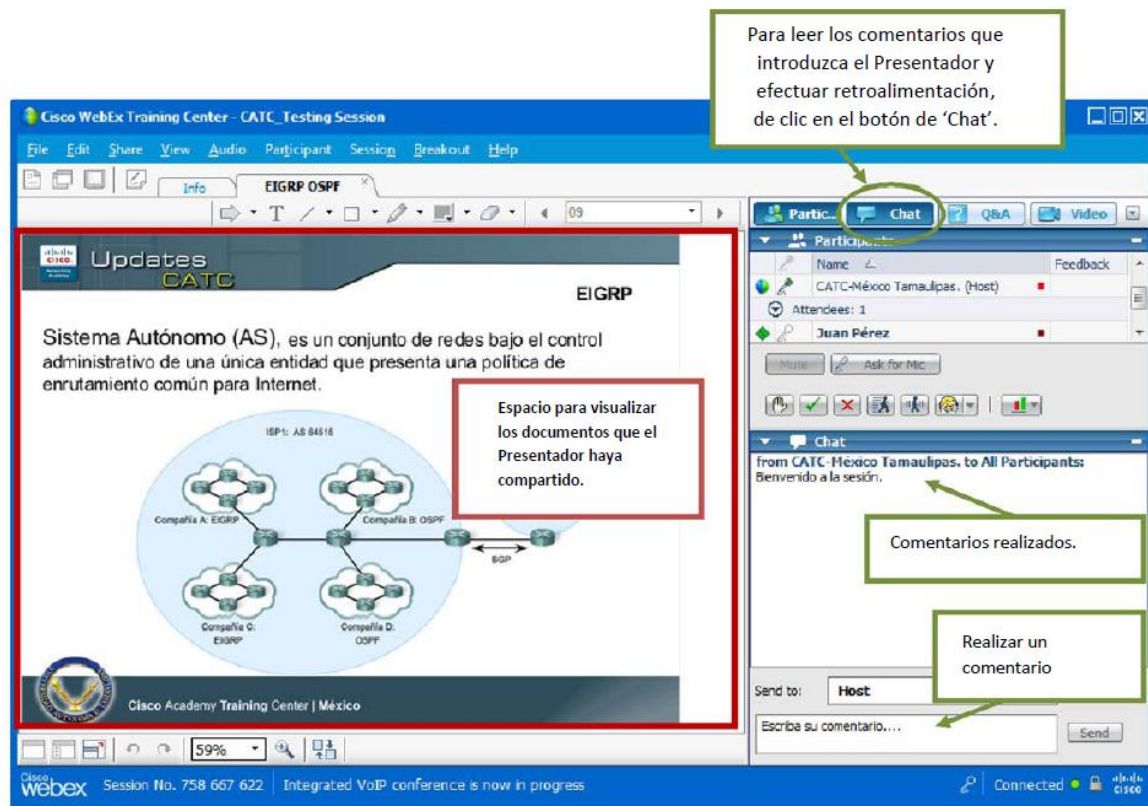 Para leer los comentarios que
introduzca el Presentador y
efectuar retroalimentación,
de clic en el botón de ‘Chat’.
Cisco WebEx Training Center - CATC_Testing Session
File Edit Share View Audio Participant Session Breakout Help
Info EIGRP OSPF
T 09
Partic... Chat Q&A Video
Participants
Name Feedback
CATC-México Tamaulipas. (Host)
Attendees: 1
Juan Pérez
Mute Ask for Mic
Chat
from CATC-México Tamaulipas. to All Participants:
Bienvenido a la sesión.
Comentarios realizados.
Realizar un
comentario
Send to: Host
Escriba su comentario....
Send
CISCO
Updates
CATC
EIGRP
Sistema Autónomo (AS), es un conjunto de redes bajo el control
administrativo de una única entidad que presenta una política de
enrutamiento común para Internet.
Espacio para visualizar
los documentos que el
Presentador haya
compartido.
ISP1: AS 64515
Compañía A: EIGRP
Compañía B: OSPF
BGP
Compañía C:
EIGRP
Compañía D:
OSPF
Cisco Academy Training Center | México
59%
Cisco
webex Session No. 758 667 622 Integrated VoIP conference is now in progress Connected
CISCO